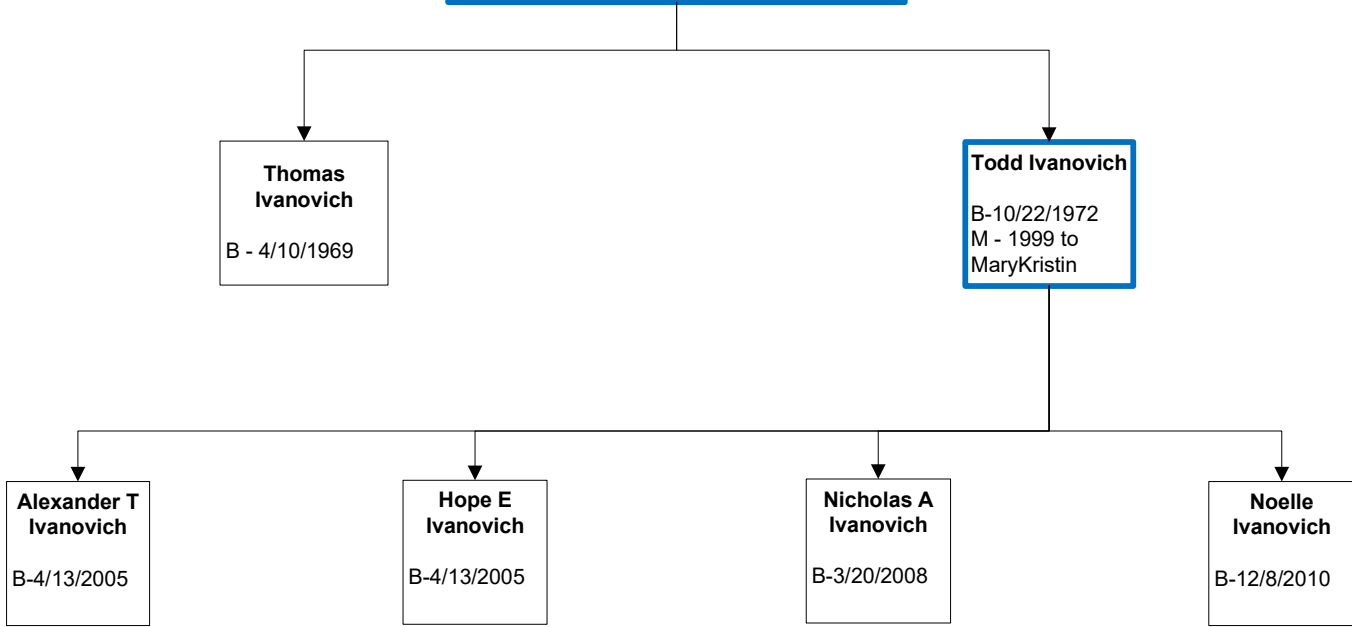 Thomas
Ivanovich
B - 4/10/1969
Todd Ivanovich
B-10/22/1972
M - 1999 to
MaryKristin
Alexander T
Ivanovich
B-4/13/2005
Hope E
Ivanovich
B-4/13/2005
Nicholas A
Ivanovich
B-3/20/2008
Noelle
Ivanovich
B-12/8/2010